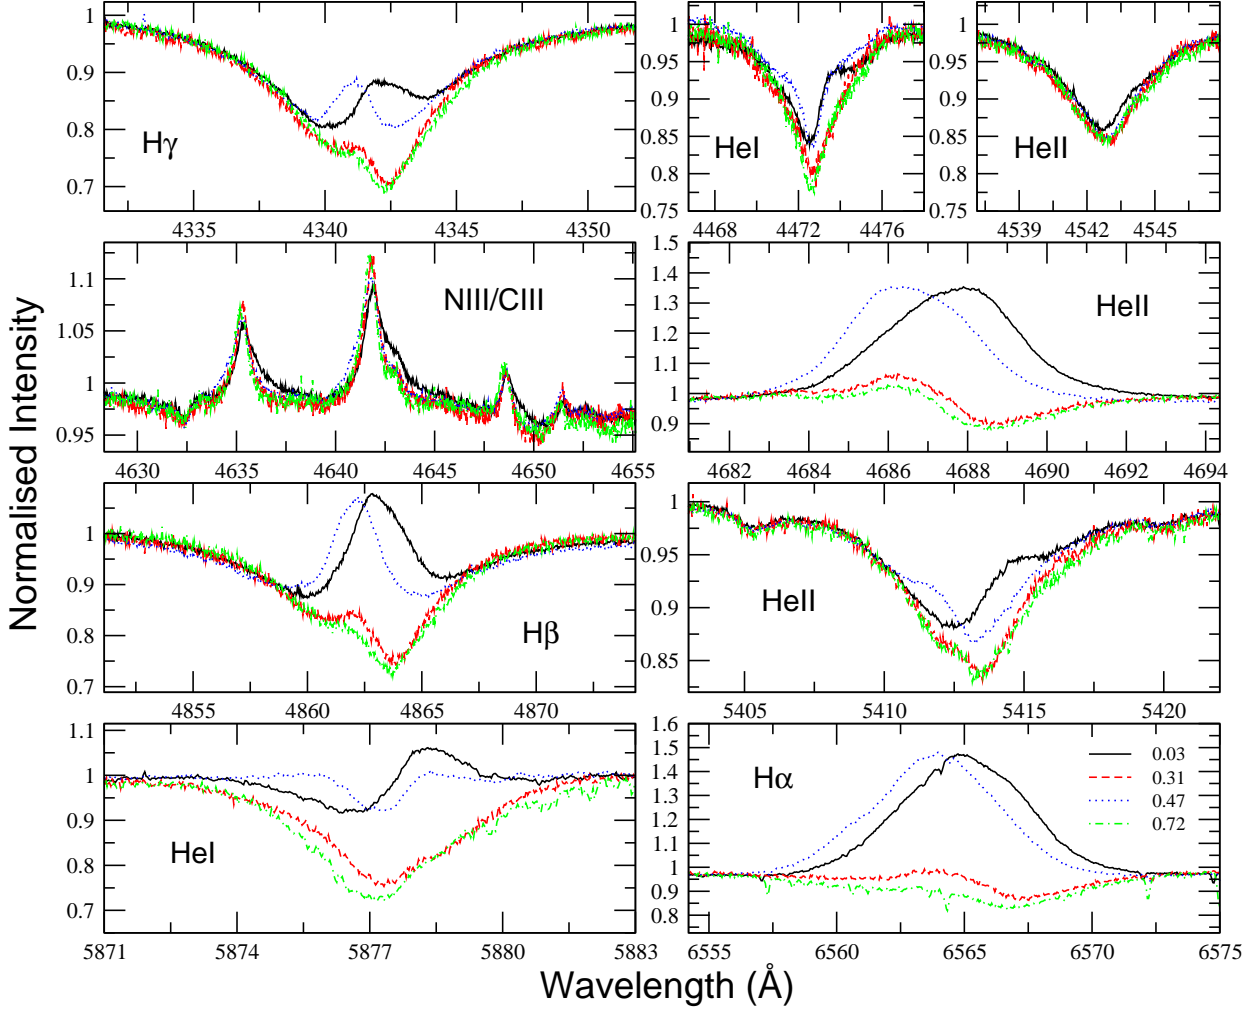 1
0.9
0.8
0.7
Hγ
4335 4340 4345 4350
1
0.95
0.9
0.85
0.8
0.75
HeI
4468 4472 4476
1
0.95
0.9
0.85
0.8
0.75
HeII
4539 4542 4545
1.1
1.05
1
0.95
NIII/CIII
4630 4635 4640 4645 4650 4655
1.5
1.4
1.3
1.2
1.1
1
0.9
HeII
4682 4684 4686 4688 4690 4692 4694
Normalised Intensity
1
0.9
0.8
0.7
Hβ
4855 4860 4865 4870
1
0.95
0.9
0.85
HeII
5405 5410 5415 5420
1.1
1
0.9
0.8
0.7
HeI
5871 5874 5877 5880 5883
1.6
1.5
1.4
1.3
1.2
1.1
1
0.9
0.8
Hα
0.03
0.31
0.47
0.72
6555 6560 6565 6570 6575
Wavelength (Å)